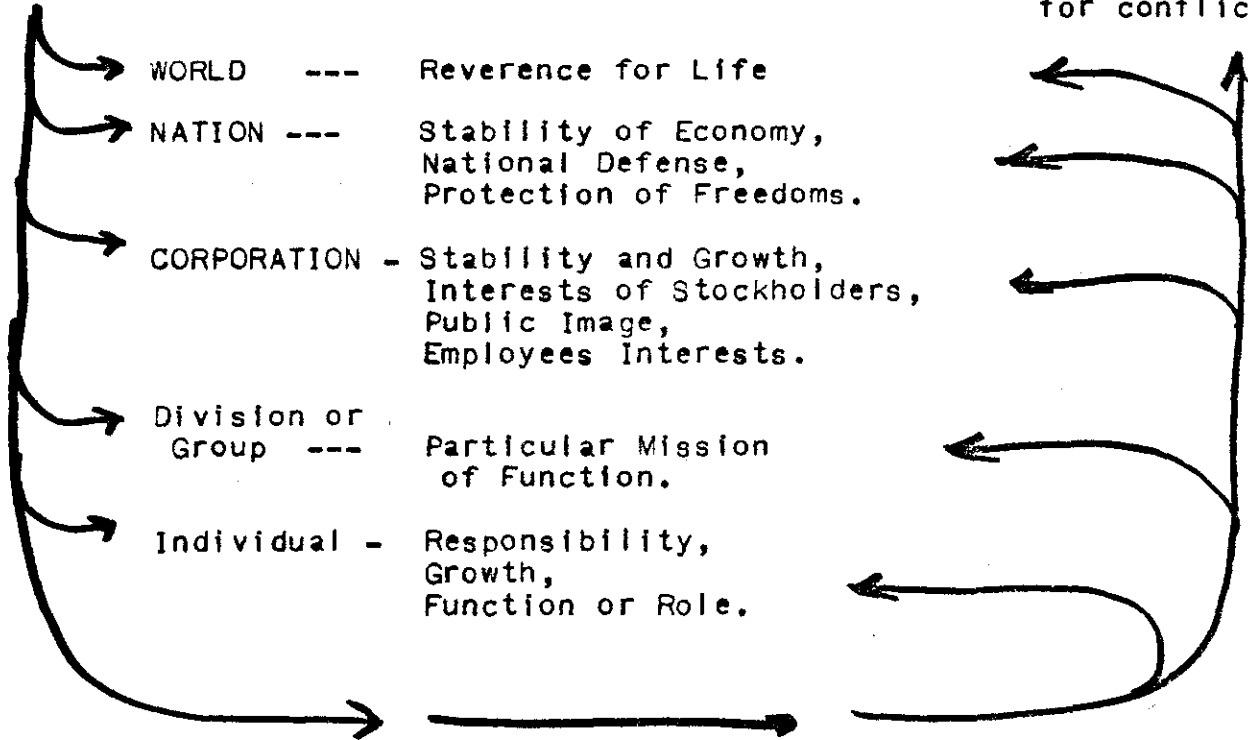 for conflic
WORLD --- Reverence for Life
NATION --- Stability of Economy,
National Defense,
Protection of Freedoms.
CORPORATION - Stability and Growth,
Interests of Stockholders,
Public Image,
Employees Interests.
Division or
Group --- Particular Mission
of Function.
Individual - Responsibility,
Growth,
Function or Role.